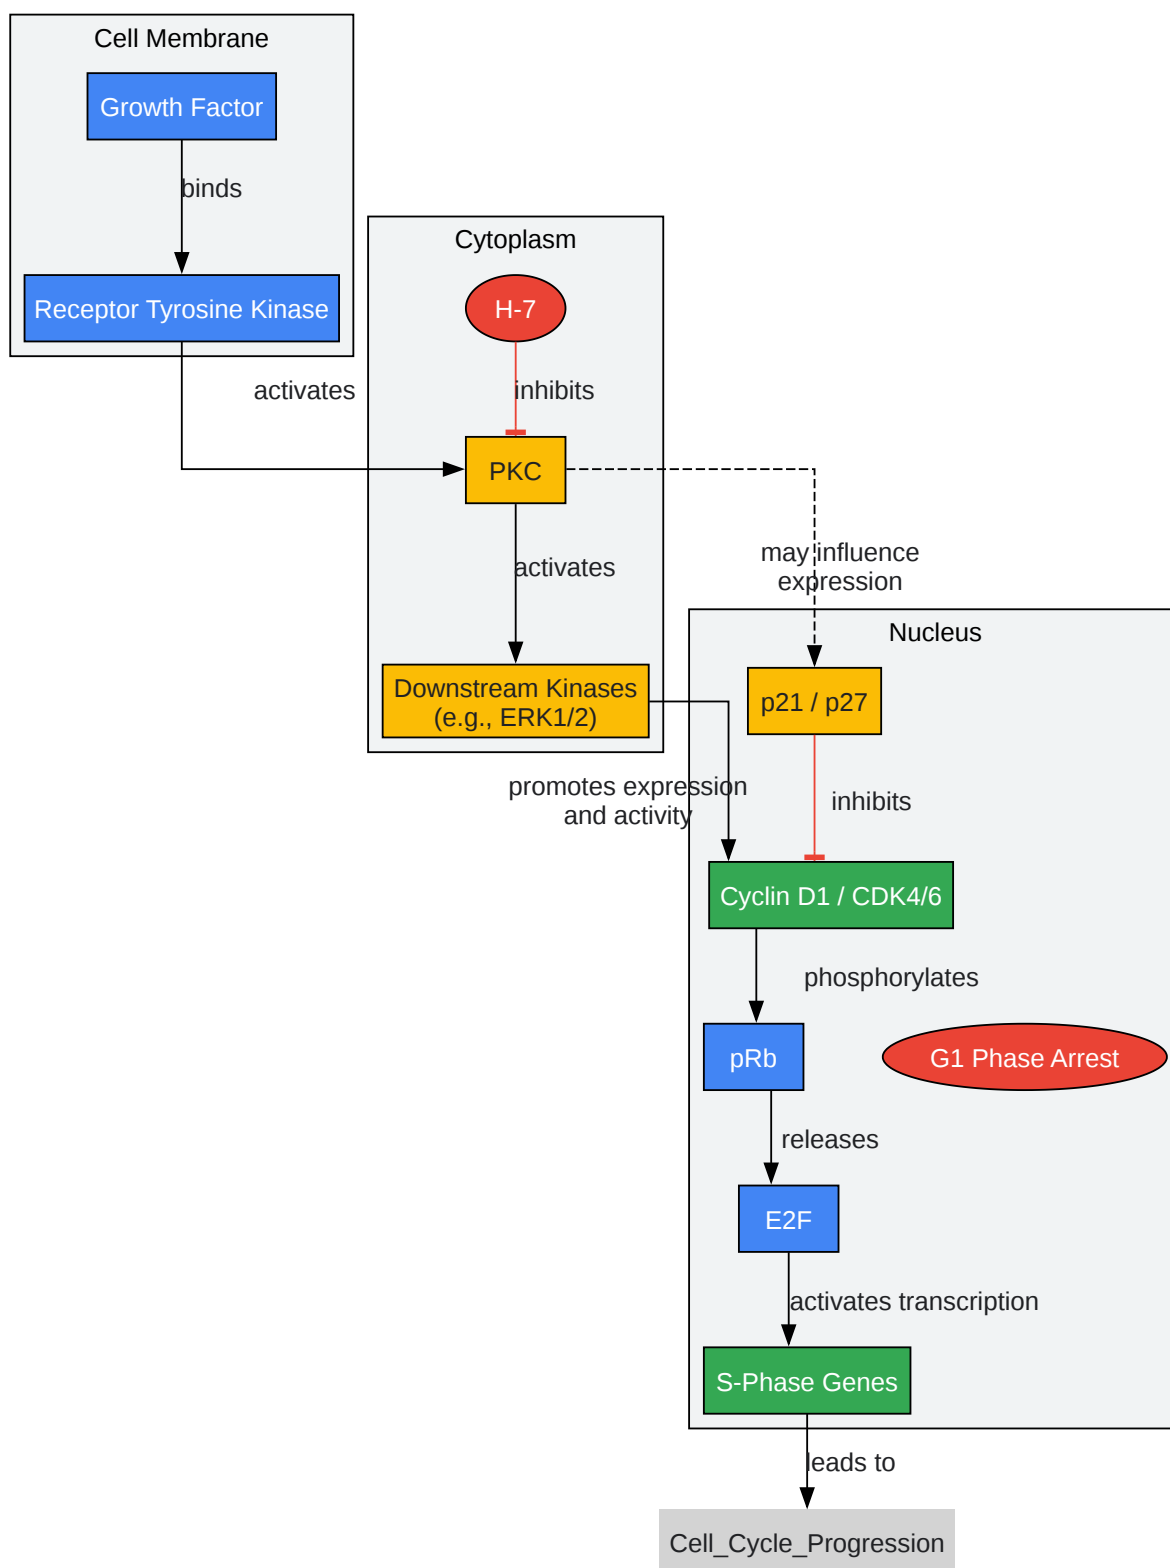 Cell Membrane
Growth Factor
binds
Receptor Tyrosine Kinase
activates
Cytoplasm
H-7
inhibits
PKC
activates
Downstream Kinases
(e.g., ERK1/2)
may influence
expression
Nucleus
p21 / p27
promotes expression
and activity
inhibits
Cyclin D1 / CDK4/6
phosphorylates
pRb
G1 Phase Arrest
releases
E2F
activates transcription
S-Phase Genes
leads to
Cell_Cycle_Progression